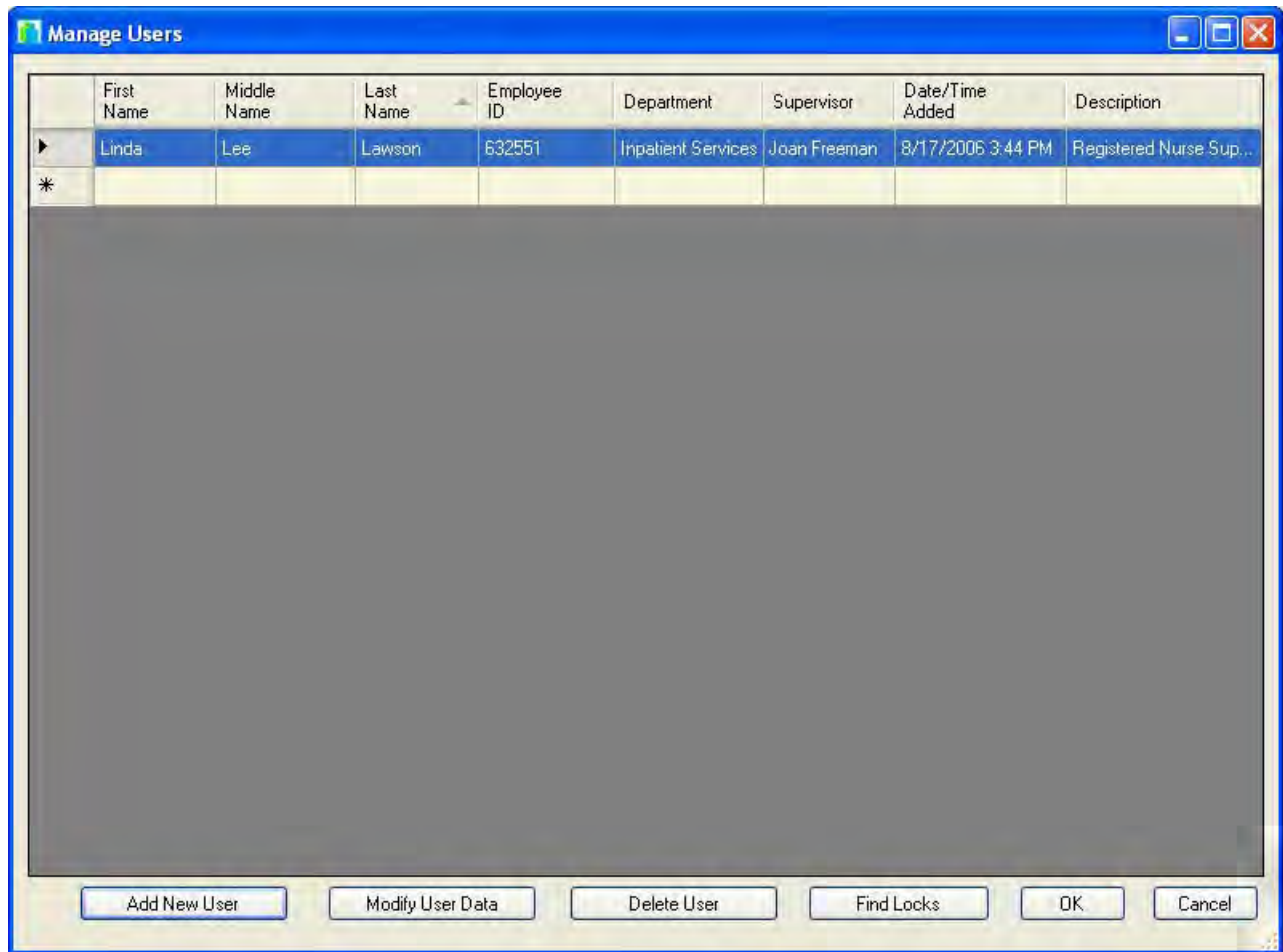 Manage Users
First Name Middle Name Last Name Employee ID Department Supervisor Date/Time Added Description
Linda Lee Lawson 632551 Inpatient Services Joan Freeman 8/17/2006 3:44 PM Registered Nurse Sup...
*
Add New User Modify User Data Delete User Find Locks OK Cancel